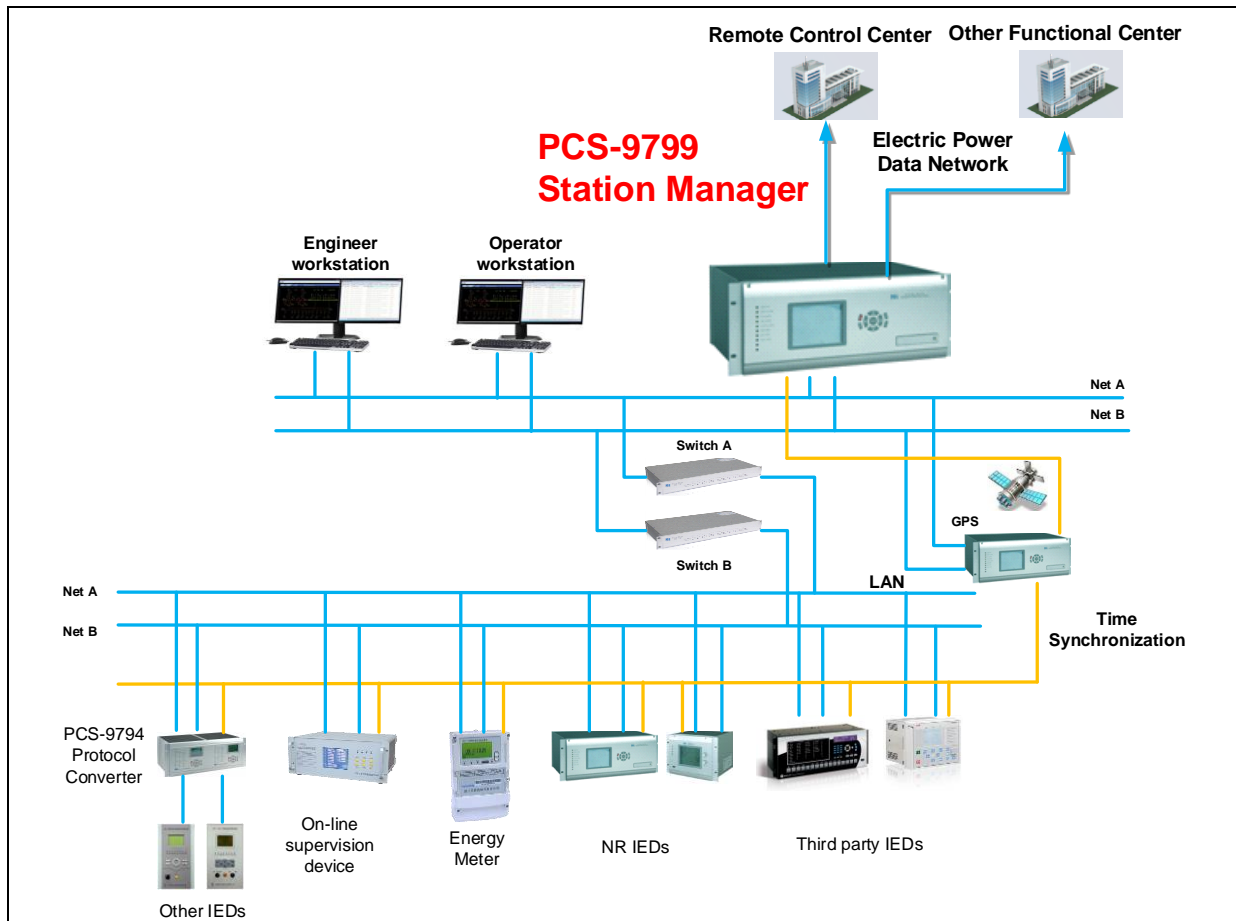 Remote Control Center
Other Functional Center
PCS-9799
Station Manager
Electric Power
Data Network
Engineer
workstation
Operator
workstation
Net A
Net B
Switch A
Switch B
GPS
LAN
Net A
Net B
Time
Synchronization
PCS-9794
Protocol
Converter
On-line
supervision
device
Energy
Meter
NR IEDs
Third party IEDs
Other IEDs